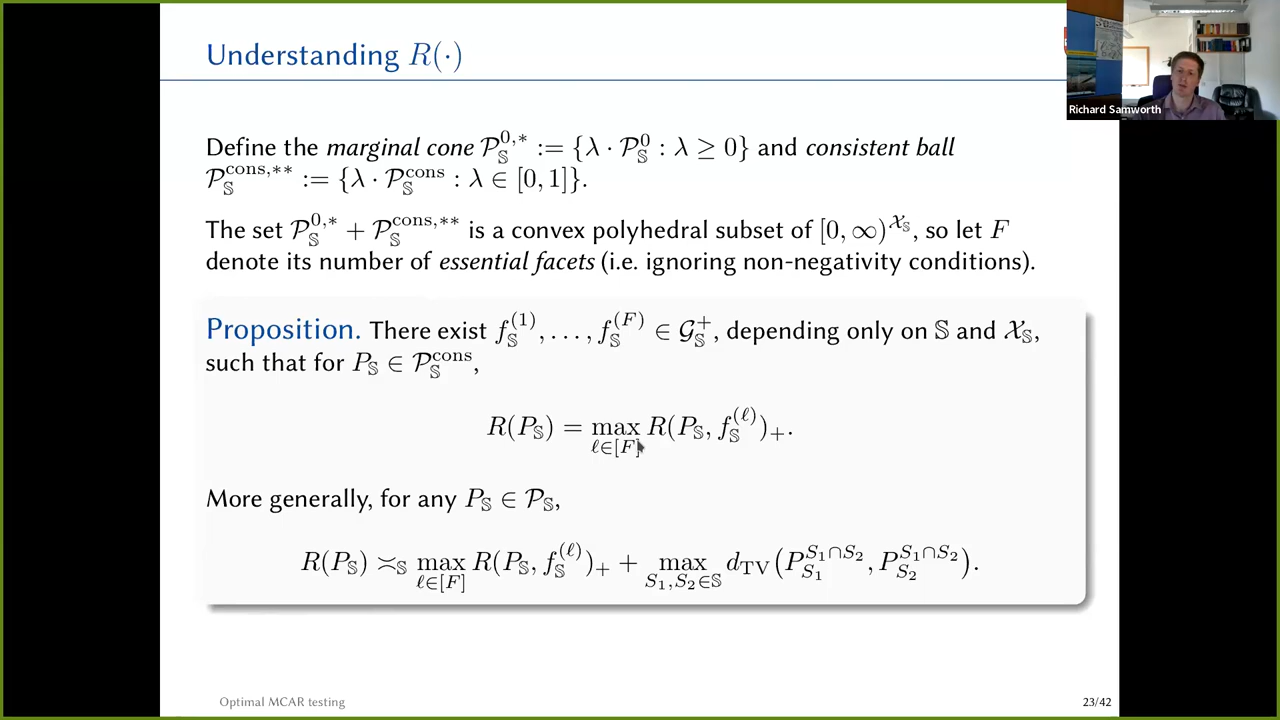 Understanding R(·)
Richard Samworth
Define the marginal cone 𝒫_𝕊^{0,*} := {λ · 𝒫_𝕊^0 : λ ≥ 0} and consistent ball
𝒫_𝕊^{cons,**} := {λ · 𝒫_𝕊^{cons} : λ ∈ [0, 1]}.
The set 𝒫_𝕊^{0,*} + 𝒫_𝕊^{cons,**} is a convex polyhedral subset of [0, ∞)^{𝒳_𝕊}, so let F
denote its number of essential facets (i.e. ignoring non-negativity conditions).
Proposition. There exist f_𝕊^{(1)}, . . . , f_𝕊^{(F)} ∈ 𝒢_𝕊^+, depending only on 𝕊 and 𝒳_𝕊,
such that for P_𝕊 ∈ 𝒫_𝕊^{cons},
R(P_𝕊) = max_{ℓ∈[F]} R(P_𝕊, f_𝕊^{(ℓ)})_+.
More generally, for any P_𝕊 ∈ 𝒫_𝕊,
R(P_𝕊) ≍_𝕊 max_{ℓ∈[F]} R(P_𝕊, f_𝕊^{(ℓ)})_+ + max_{S_1,S_2∈𝕊} d_{TV}(P_{S_1}^{S_1∩S_2}, P_{S_2}^{S_1∩S_2}).
Optimal MCAR testing
23/42